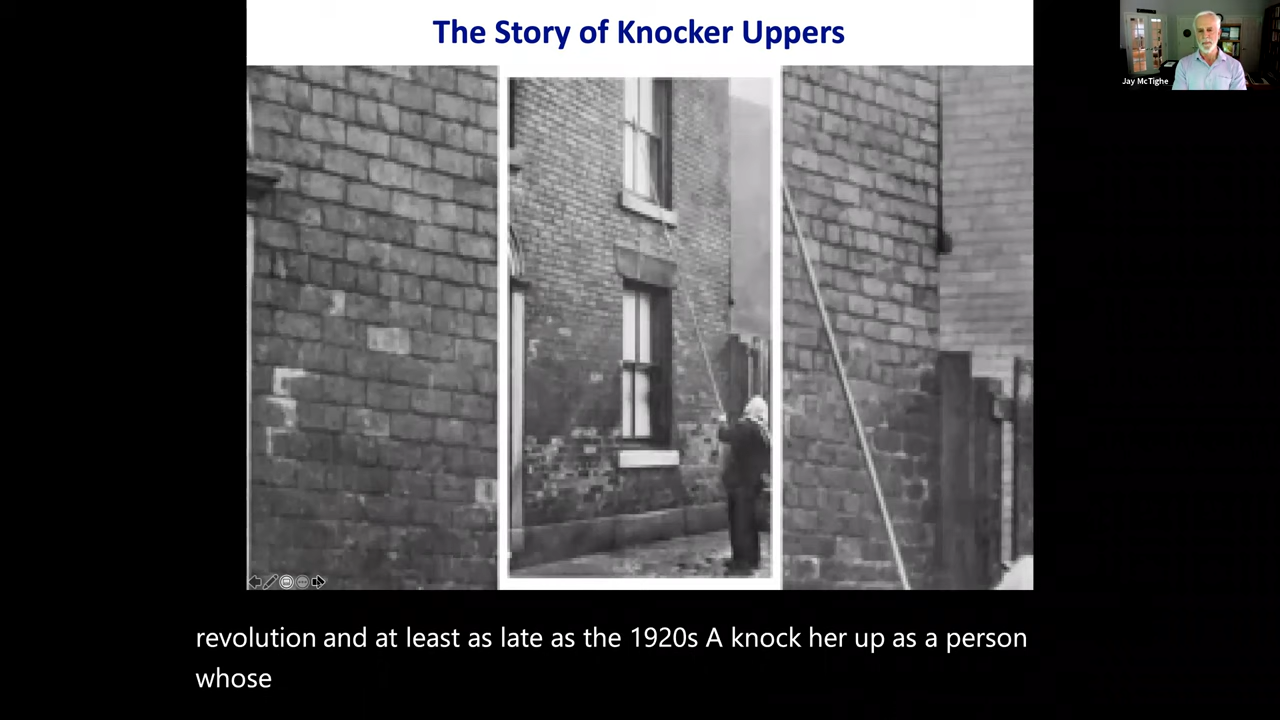 The Story of Knocker Uppers
Jay McTighe
revolution and at least as late as the 1920s A knock her up as a person
whose